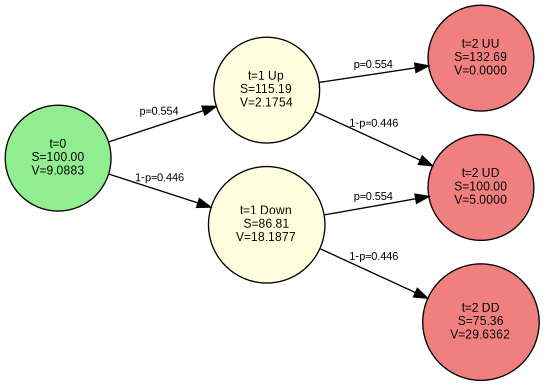 t=0
S=100.00
V=9.0883
p=0.554
1-p=0.446
t=1 Up
S=115.19
V=2.1754
t=1 Down
S=86.81
V=18.1877
p=0.554
1-p=0.446
p=0.554
1-p=0.446
t=2 UU
S=132.69
V=0.0000
t=2 UD
S=100.00
V=5.0000
t=2 DD
S=75.36
V=29.6362